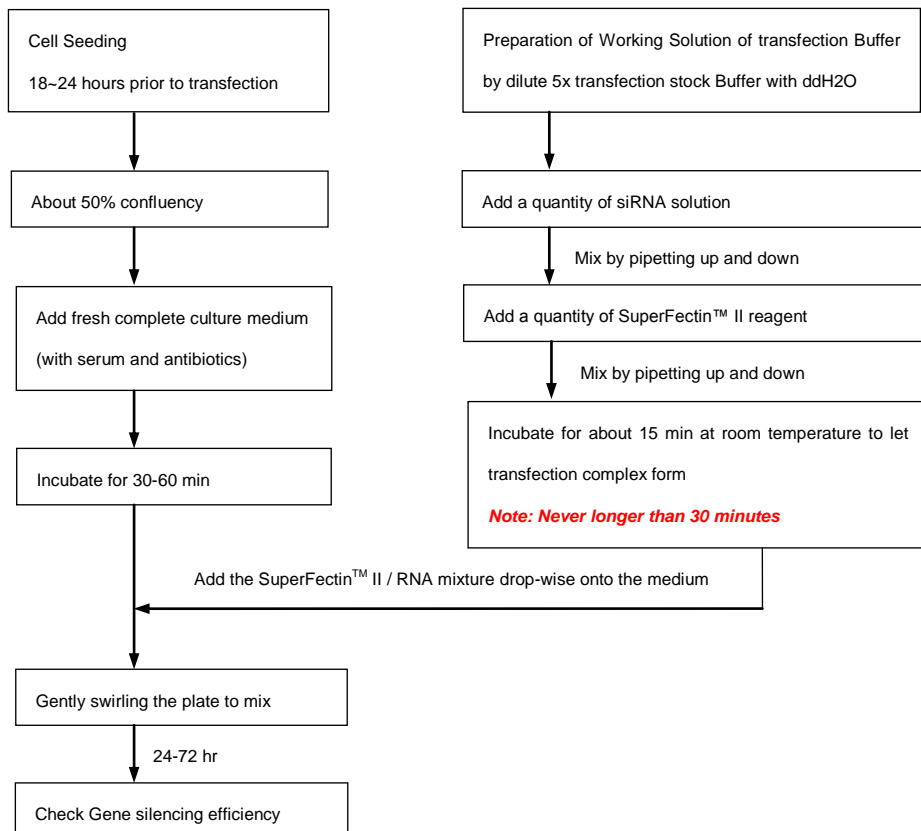 Cell Seeding
18~24 hours prior to transfection
About 50% confluency
Add fresh complete culture medium
(with serum and antibiotics)
Incubate for 30-60 min
Preparation of Working Solution of transfection Buffer
by dilute 5x transfection stock Buffer with ddH2O
Add a quantity of siRNA solution
Mix by pipetting up and down
Add a quantity of SuperFectin™ II reagent
Mix by pipetting up and down
Incubate for about 15 min at room temperature to let
transfection complex form
Note: Never longer than 30 minutes
Add the SuperFectin™ II / RNA mixture drop-wise onto the medium
Gently swirling the plate to mix
24-72 hr
Check Gene silencing efficiency